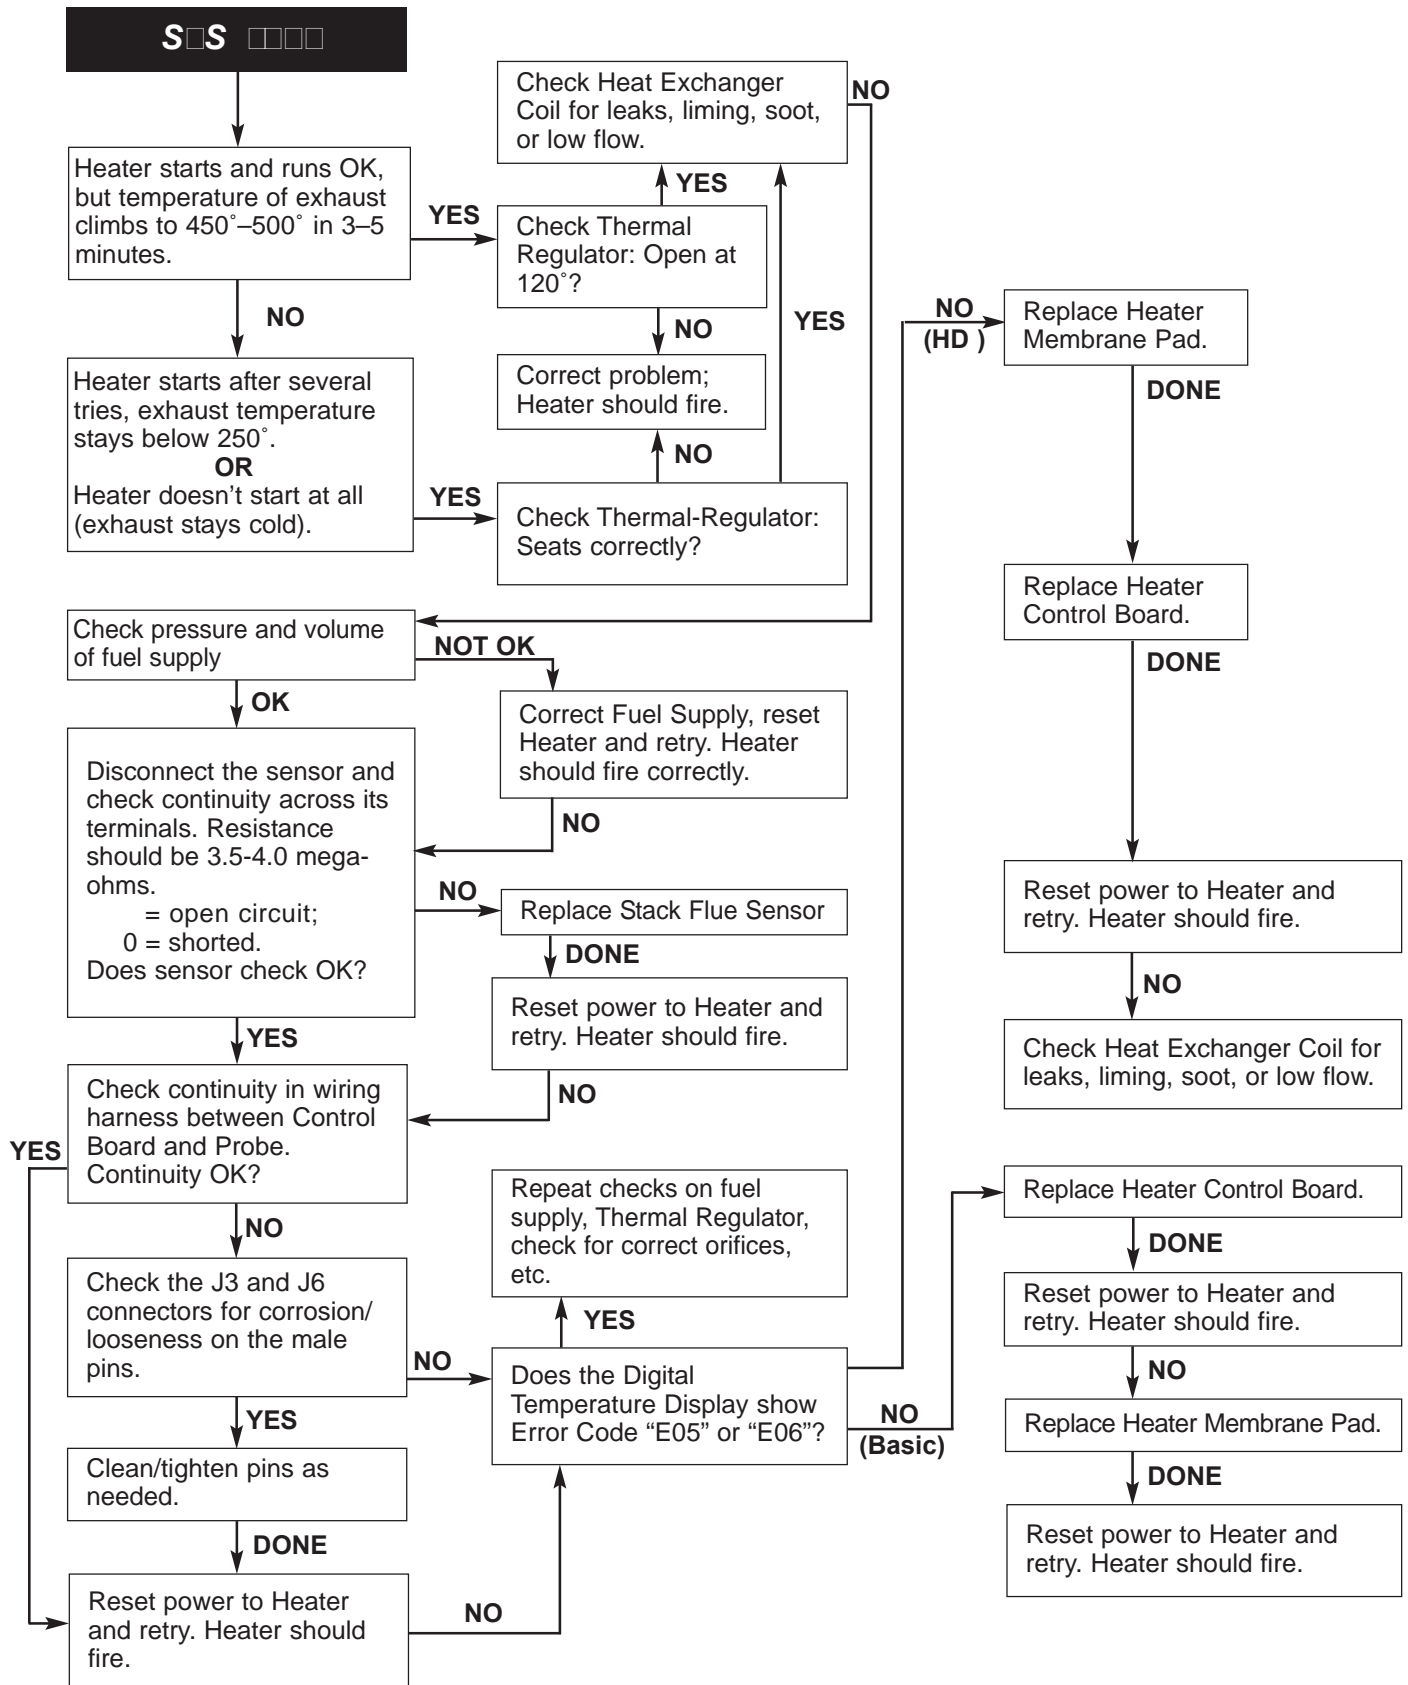 Heater starts and runs OK,
but temperature of exhaust
climbs to 450˚–500˚ in 3–5
minutes.
YES
NO
Check Heat Exchanger
Coil for leaks, liming, soot,
or low flow.
NO
YES
Check Thermal
Regulator: Open at
120˚?
YES
NO
Correct problem;
Heater should fire.
NO
Heater starts after several
tries, exhaust temperature
stays below 250˚.
OR
Heater doesn't start at all
(exhaust stays cold).
YES
Check Thermal-Regulator:
Seats correctly?
Check pressure and volume
of fuel supply
NOT OK
OK
Correct Fuel Supply, reset
Heater and retry. Heater
should fire correctly.
NO
Disconnect the sensor and
check continuity across its
terminals. Resistance
should be 3.5-4.0 mega-
ohms.
= open circuit;
0 = shorted.
Does sensor check OK?
NO
Replace Stack Flue Sensor
DONE
Reset power to Heater and
retry. Heater should fire.
NO
YES
Check continuity in wiring
harness between Control
Board and Probe.
Continuity OK?
YES
NO
Check the J3 and J6
connectors for corrosion/
looseness on the male
pins.
NO
YES
Clean/tighten pins as
needed.
DONE
Reset power to Heater
and retry. Heater should
fire.
NO
Repeat checks on fuel
supply, Thermal Regulator,
check for correct orifices,
etc.
YES
Does the Digital
Temperature Display show
Error Code “E05” or “E06”?
NO
(Basic)
NO
(HD )
Replace Heater
Membrane Pad.
DONE
Replace Heater
Control Board.
DONE
Reset power to Heater and
retry. Heater should fire.
NO
Check Heat Exchanger Coil for
leaks, liming, soot, or low flow.
Replace Heater Control Board.
DONE
Reset power to Heater and
retry. Heater should fire.
NO
Replace Heater Membrane Pad.
DONE
Reset power to Heater and
retry. Heater should fire.